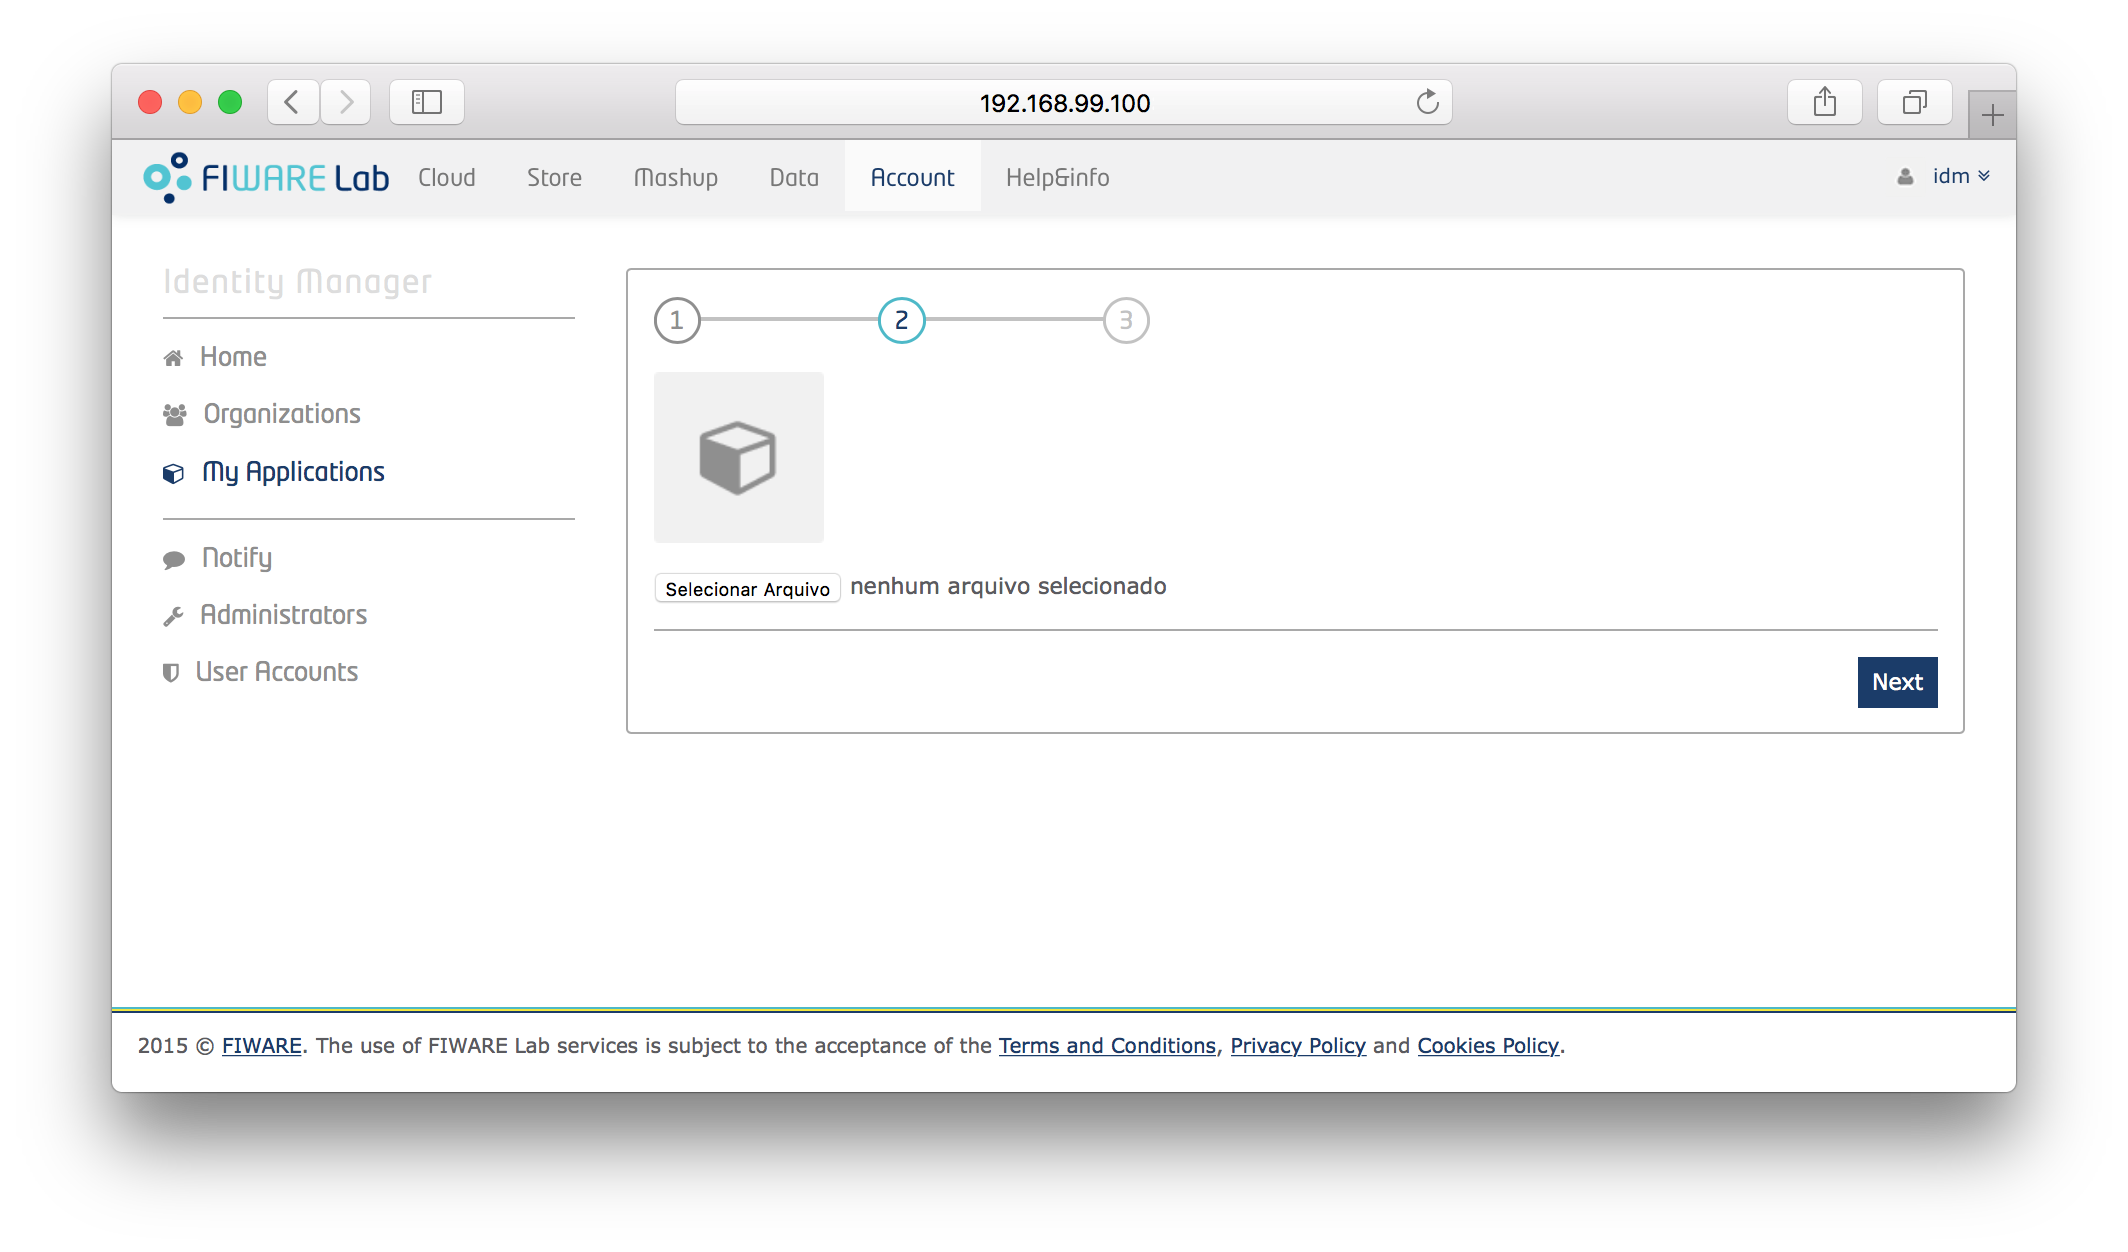 192.168.99.100
FIWARE Lab Cloud Store Mashup Data Account Help&info idm
Identity Manager
Home
Organizations
My Applications
Notify
Administrators
User Accounts
1 2 3
Selecionar Arquivo nenhum arquivo selecionado
Next
2015 © FIWARE. The use of FIWARE Lab services is subject to the acceptance of the Terms and Conditions, Privacy Policy and Cookies Policy.